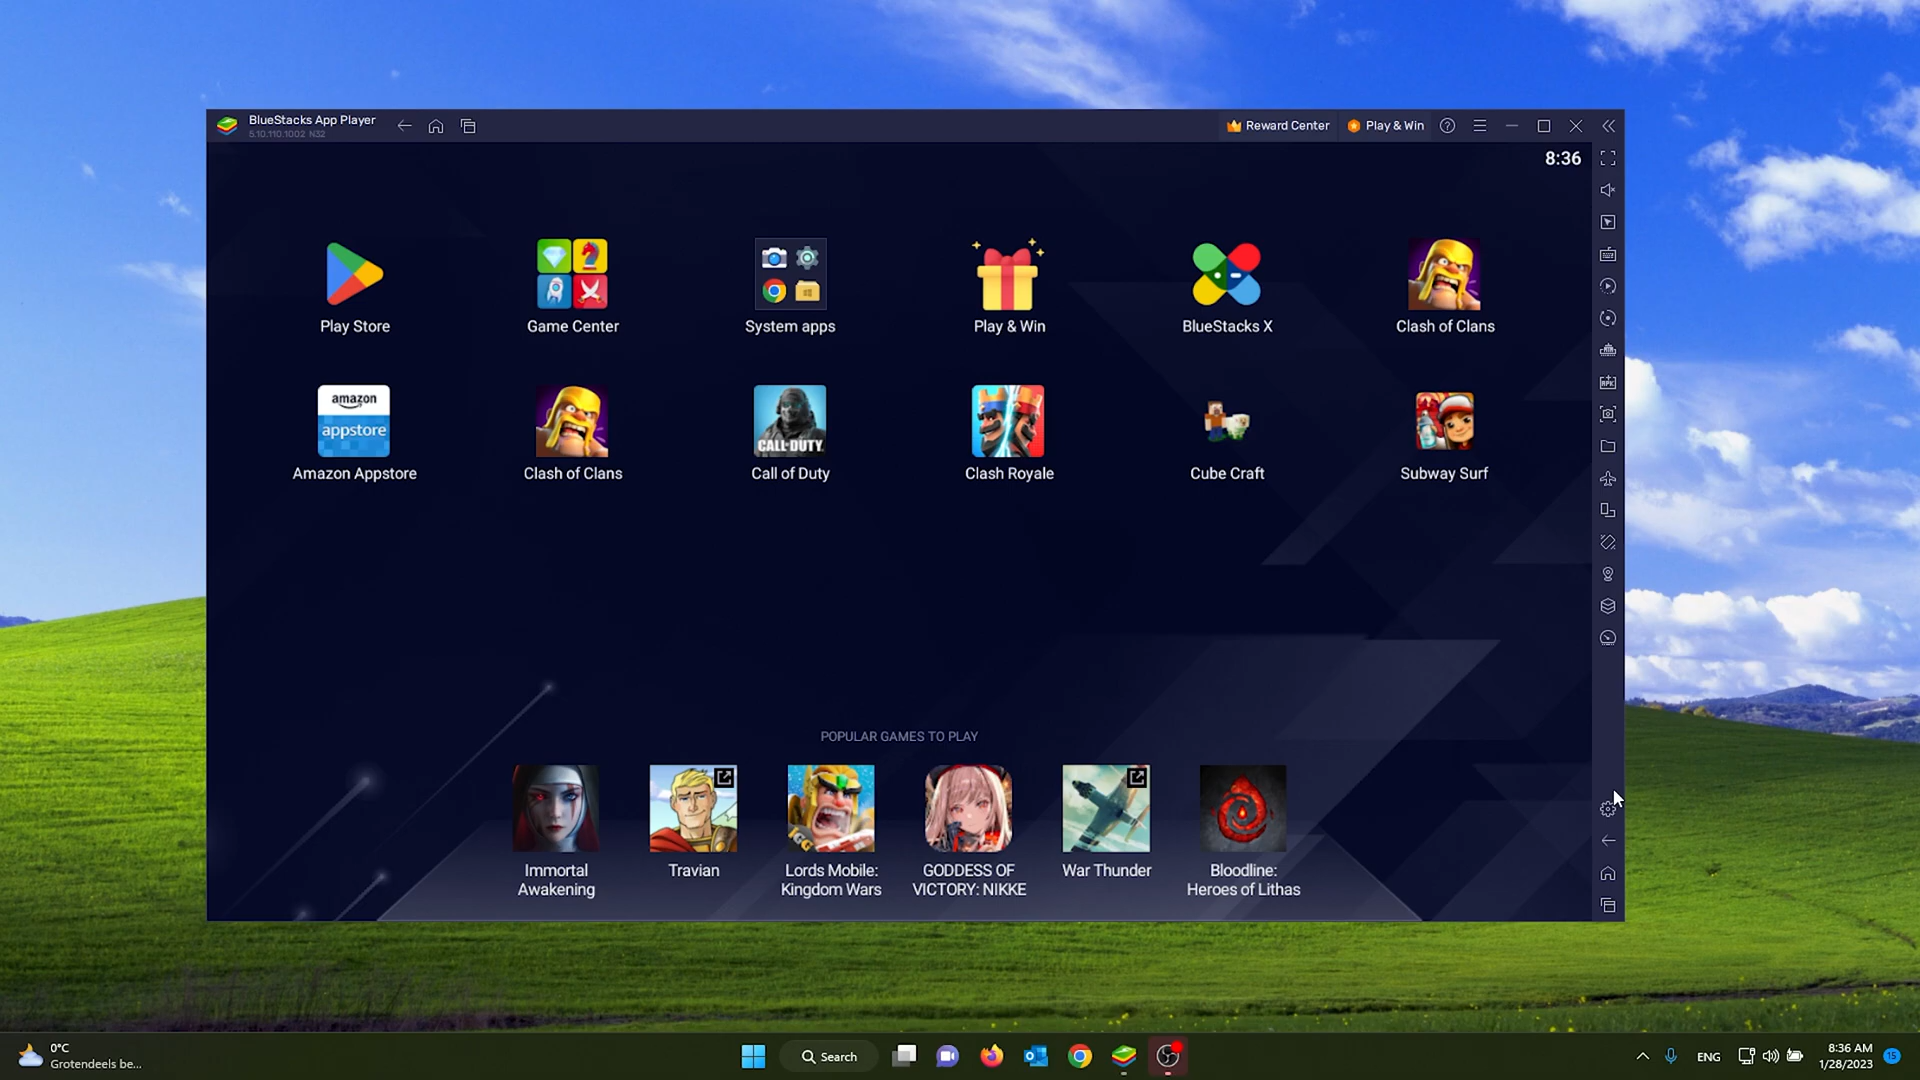 BlueStacks App Player
5.10.110.1002 N32
Reward Center
Play & Win
8:36
Play Store
Game Center
System apps
Play & Win
BlueStacks X
Clash of Clans
amazon
appstore
CALL·DUTY.
Amazon Appstore
Clash of Clans
Call of Duty
Clash Royale
Cube Craft
Subway Surf
POPULAR GAMES TO PLAY
Immortal
Awakening
Travian
Lords Mobile:
Kingdom Wars
GODDESS OF
VICTORY: NIKKE
War Thunder
Bloodline:
Heroes of Lithas
0°C
Grotendeels be...
Search
ENG
8:36 AM
1/28/2023
15